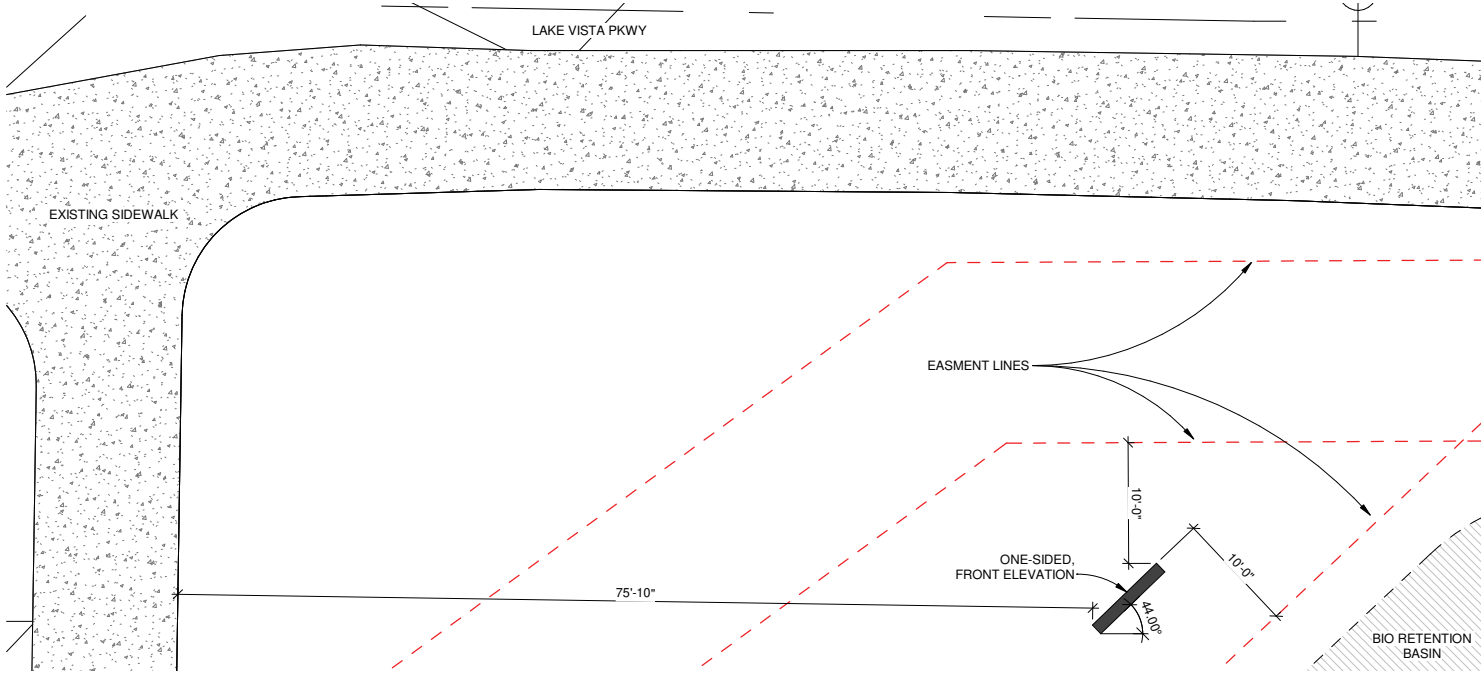 LAKE VISTA PKWY
EXISTING SIDEWALK
EASMENT LINES
10'-0"
ONE-SIDED,
FRONT ELEVATION
10'-0"
75'-10"
44.00°
BIO RETENTION
BASIN